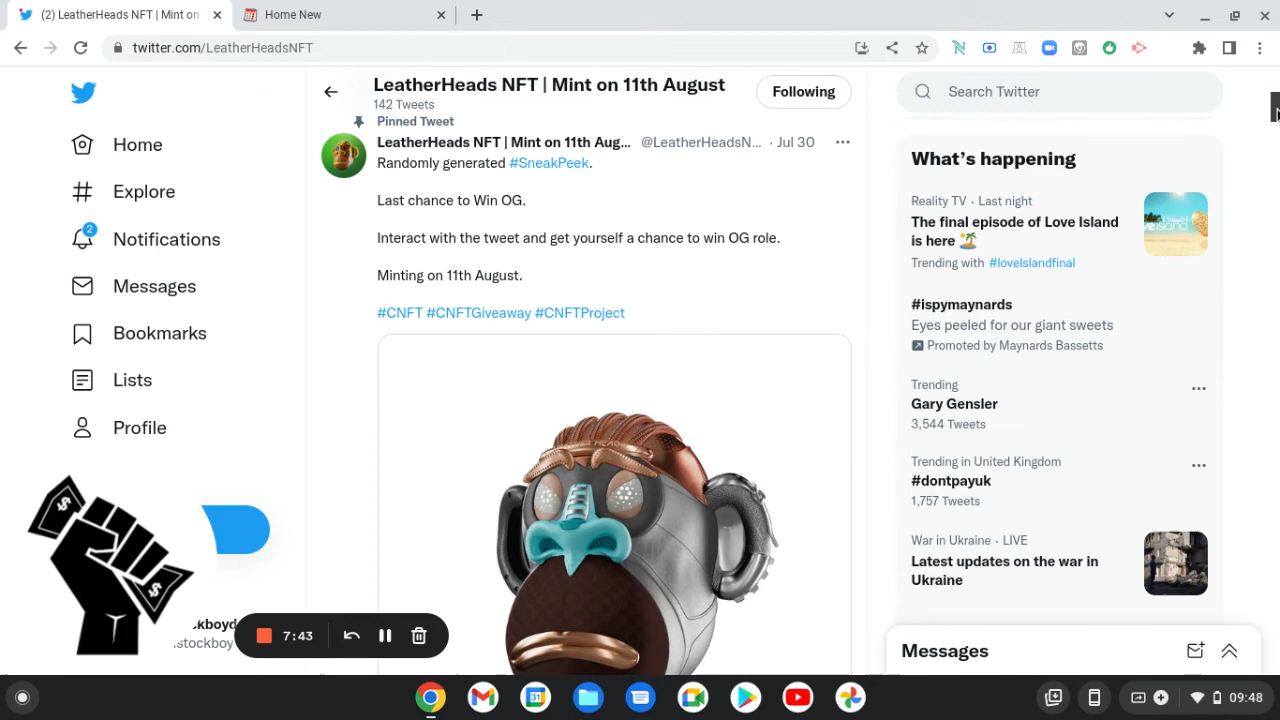 (2) LeatherHeads NFT | Mint on
Home New
twitter.com/LeatherHeadsNFT
LeatherHeads NFT | Mint on 11th August
142 Tweets
Following
Search Twitter
Home
Explore
2
Notifications
Messages
Bookmarks
Lists
Profile
Pinned Tweet
LeatherHeads NFT | Mint on 11th Aug... @LeatherHeadsN... · Jul 30
Randomly generated #SneakPeek.
Last chance to Win OG.
Interact with the tweet and get yourself a chance to win OG role.
Minting on 11th August.
#CNFT #CNFTGiveaway #CNFTProject
What's happening
Reality TV · Last night
The final episode of Love Island
is here
Trending with #loveIslandfinal
#ispymaynards
Eyes peeled for our giant sweets
Promoted by Maynards Bassetts
Trending
Gary Gensler
3,544 Tweets
Trending in United Kingdom
#dontpayuk
1,757 Tweets
War in Ukraine · LIVE
Latest updates on the war in
Ukraine
Messages
$
$
kboyd
stockboy
7:43
31
09:48